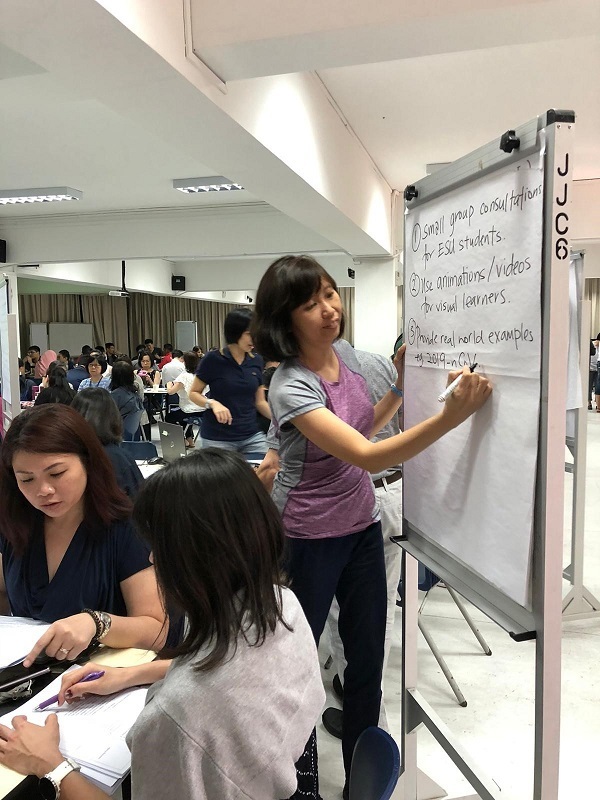 ① small group consultations
for ESU students.
② Use animations/videos
for visual learners.
③ Provide real world examples
eg 2019-nCoV
JJC6